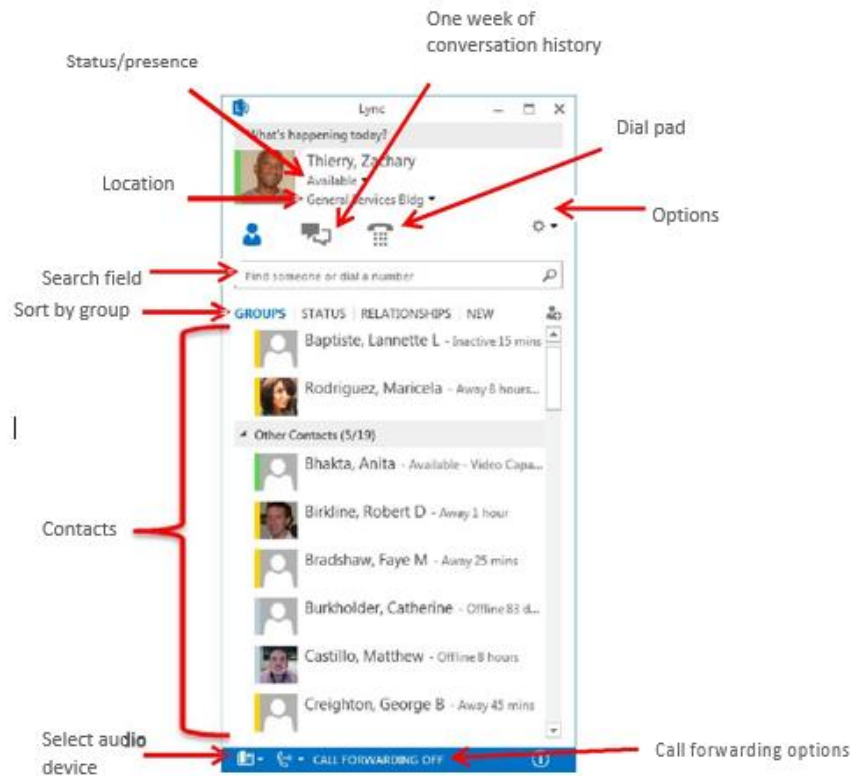 One week of
conversation history
Status/presence
Lync
What's happening today?
Dial pad
Thierry, Zachary
Available
Location
General Services Bldg
Options
Search field
Find someone or dial a number
Sort by group
GROUPS STATUS RELATIONSHIPS NEW
Baptiste, Lannette L - Inactive 15 mins
Rodriguez, Maricela - Away 8 hours...
Other Contacts (5/19)
Bhakta, Anita - Available - Video Capa...
Birkline, Robert D - Away 1 hour
Contacts
Bradshaw, Faye M - Away 25 mins
Burkholder, Catherine - Offline 83 d...
Castillo, Matthew - Offline 8 hours
Creighton, George B - Away 45 mins
Select audio
device
CALL FORWARDING OFF
Call forwarding options